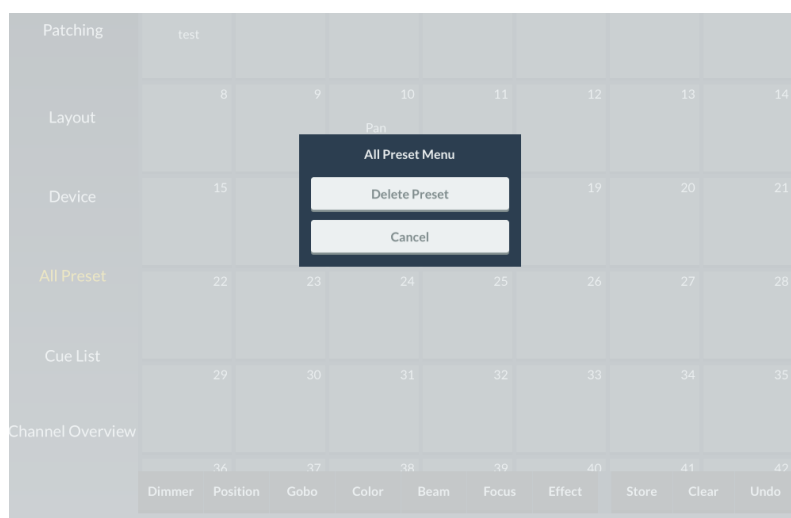 Patching
test
8 9 10 11 12 13 14
Layout
Pan
All Preset Menu
Delete Preset
Device
15 19 20 21
Cancel
All Preset
22 23 24 25 26 27 28
Cue List
29 30 31 32 33 34 35
Channel Overview
36 37 38 39 40 41 42
Dimmer Position Gobo Color Beam Focus Effect Store Clear Undo